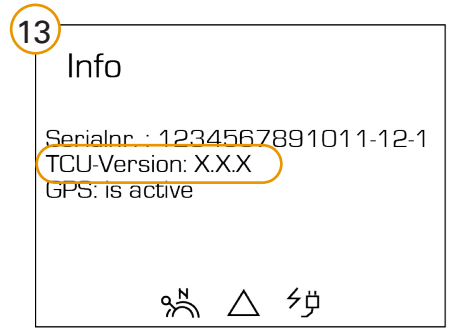 13
Info
Serialnr. : 1234567891011-12-1
TCU-Version: X.X.X
GPS: is active
N